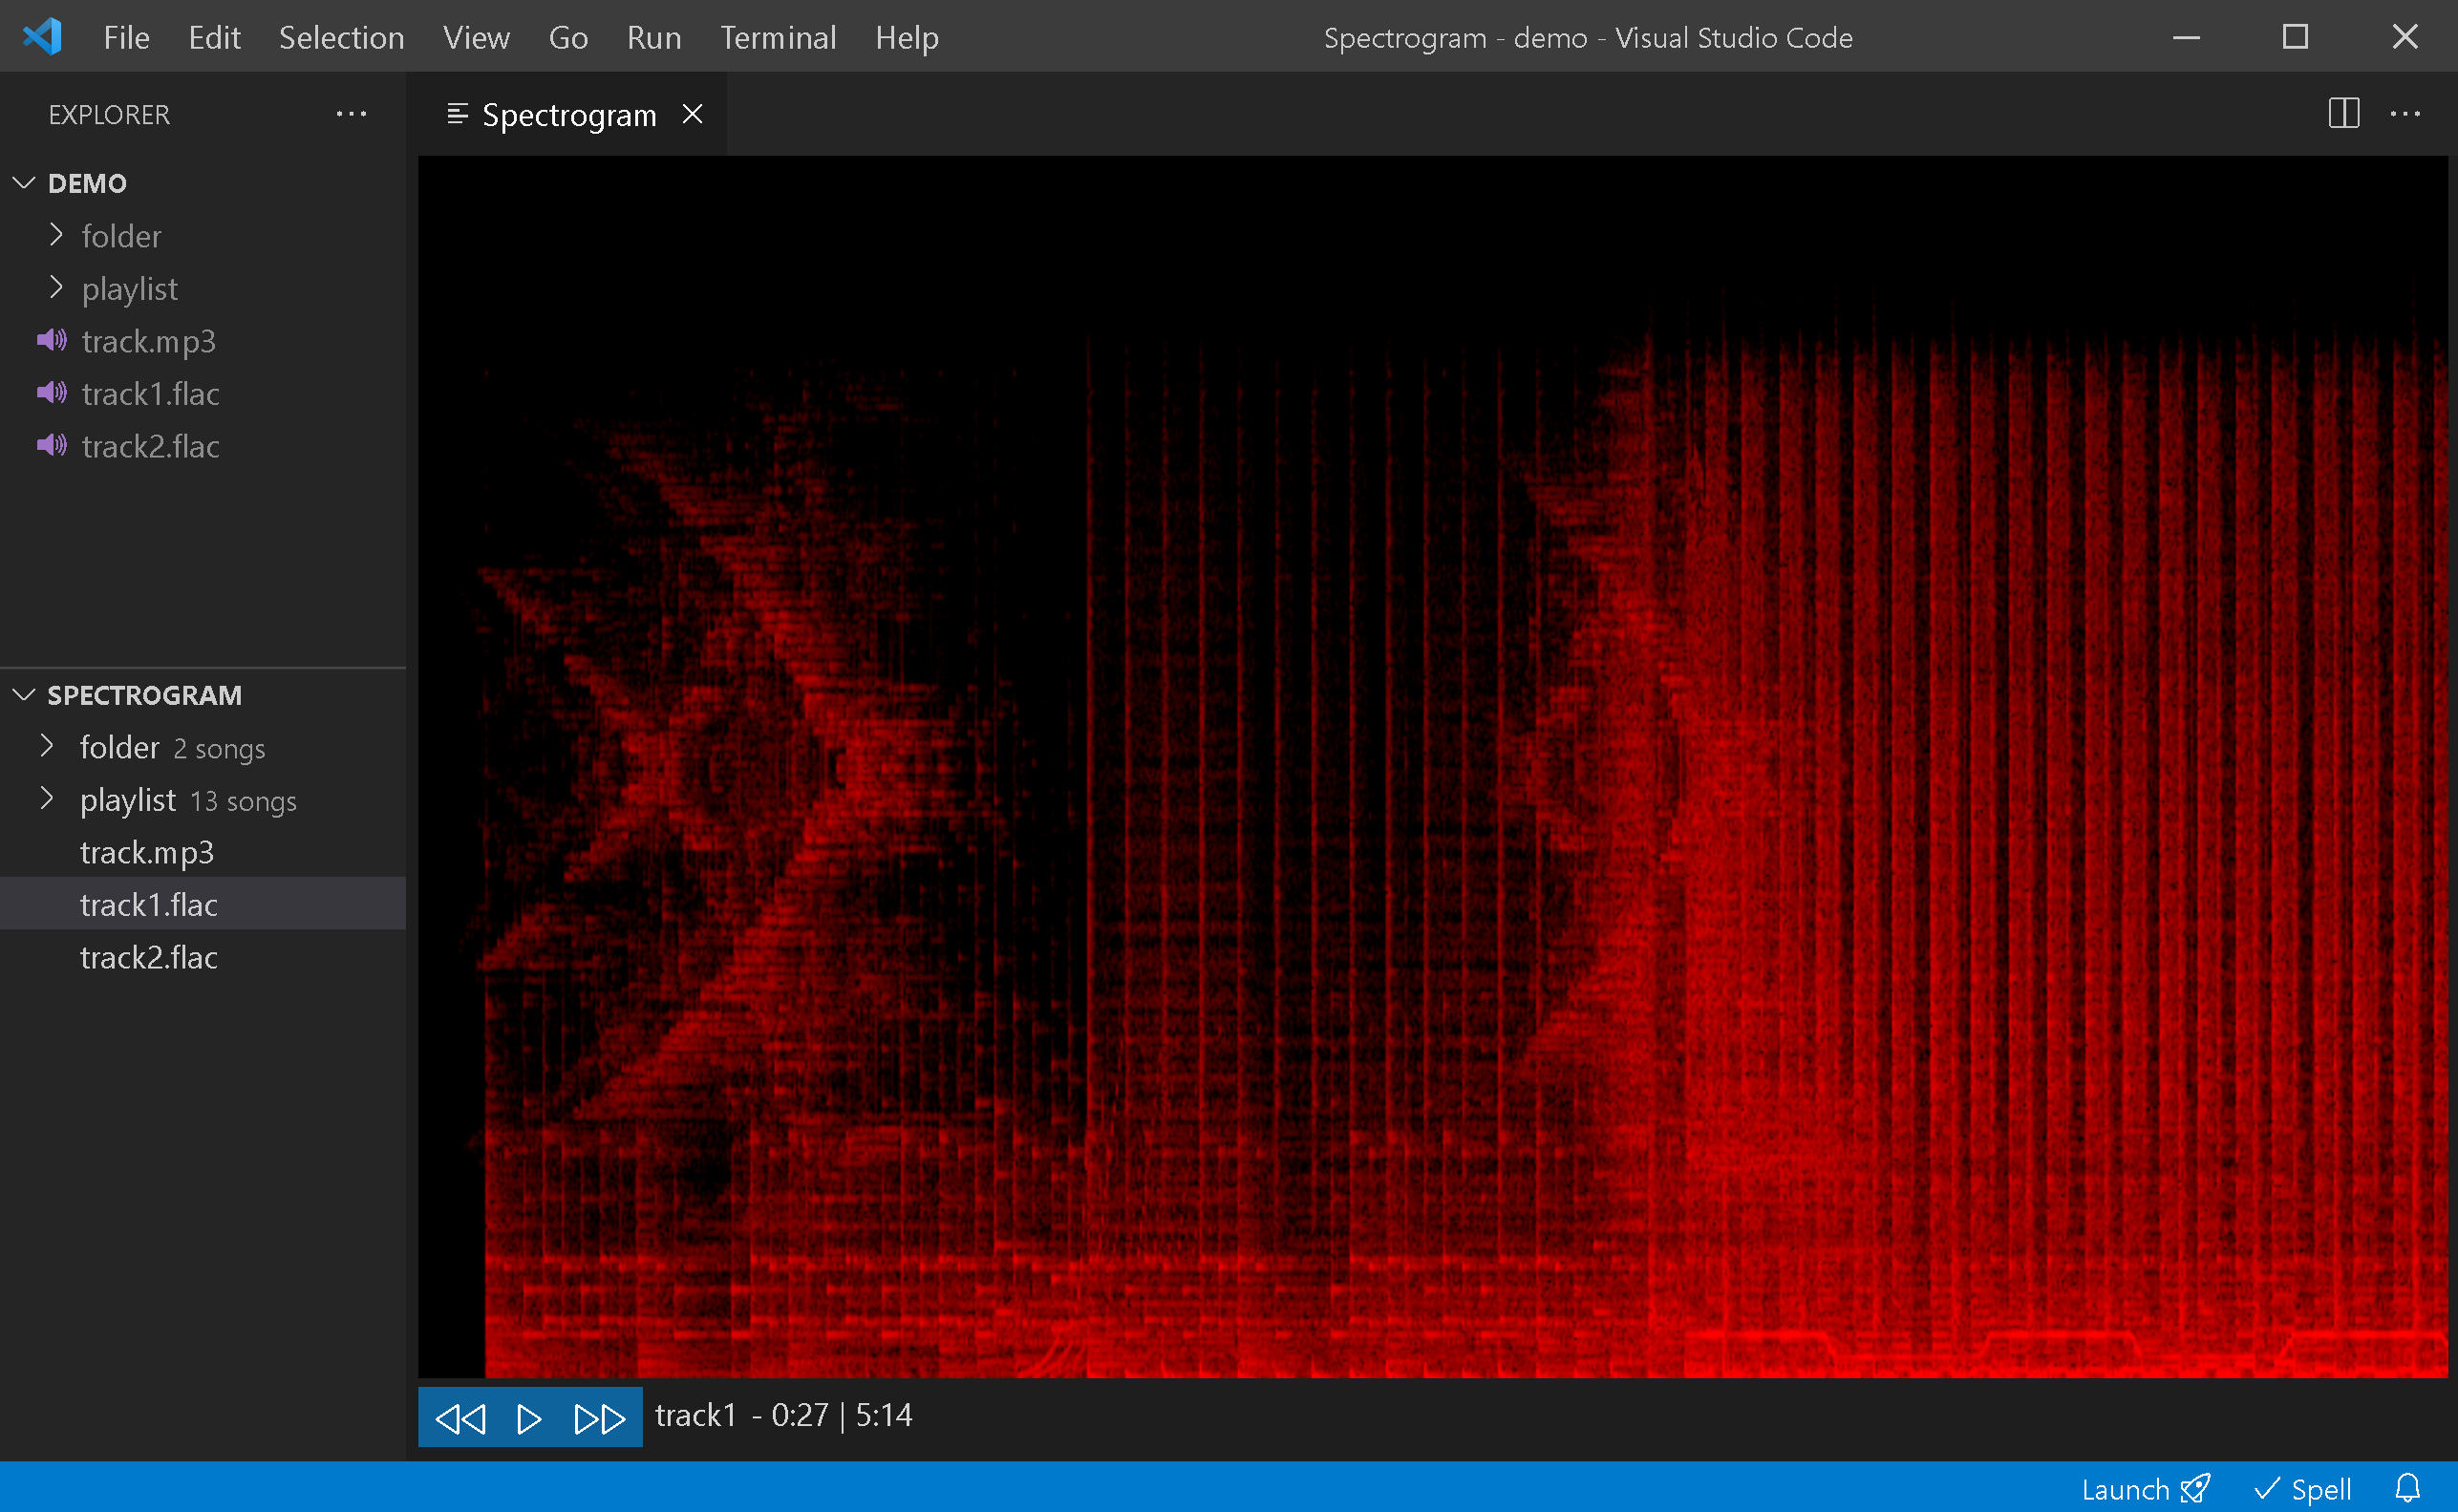 File Edit Selection View Go Run Terminal Help Spectrogram - demo - Visual Studio Code
EXPLORER
Spectrogram
DEMO
folder
playlist
track.mp3
track1.flac
track2.flac
SPECTROGRAM
folder 2 songs
playlist 13 songs
track.mp3
track1.flac
track2.flac
track1 - 0:27 | 5:14
Launch Spell